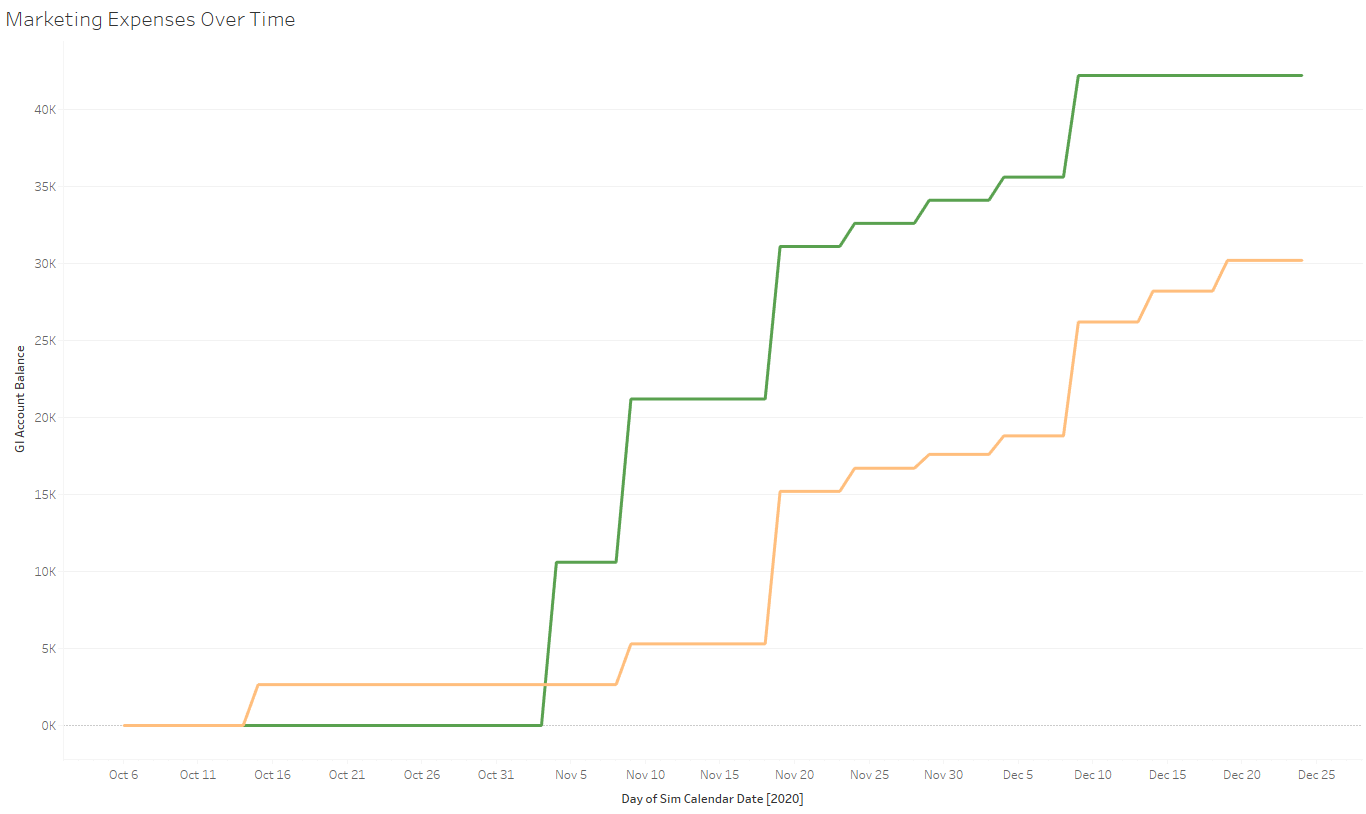 Marketing Expenses Over Time
40K
35K
30K
25K
20K
15K
10K
5K
0K
Gl Account Balance
Oct 6 Oct 11 Oct 16 Oct 21 Oct 26 Oct 31 Nov 5 Nov 10 Nov 15 Nov 20 Nov 25 Nov 30 Dec 5 Dec 10 Dec 15 Dec 20 Dec 25
Day of Sim Calendar Date [2020]